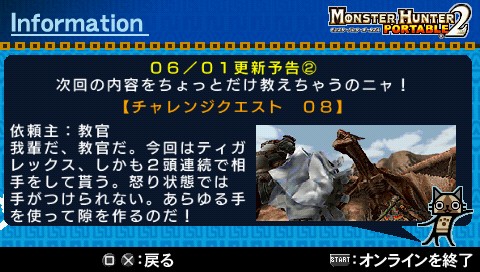 Information
MONSTER HUNTER
PORTABLE 2
06/01更新予告②
次回の内容をちょっとだけ教えちゃうのニャ！
【チャレンジクエスト 08】
依頼主：教官
我輩だ、教官だ。今回はティガ
レックス、しかも２頭連続で相
手をして貰う。怒り状態では
手がつけられない。あらゆる手
を使って隙を作るのだ！
□×:戻る
START:オンラインを終了